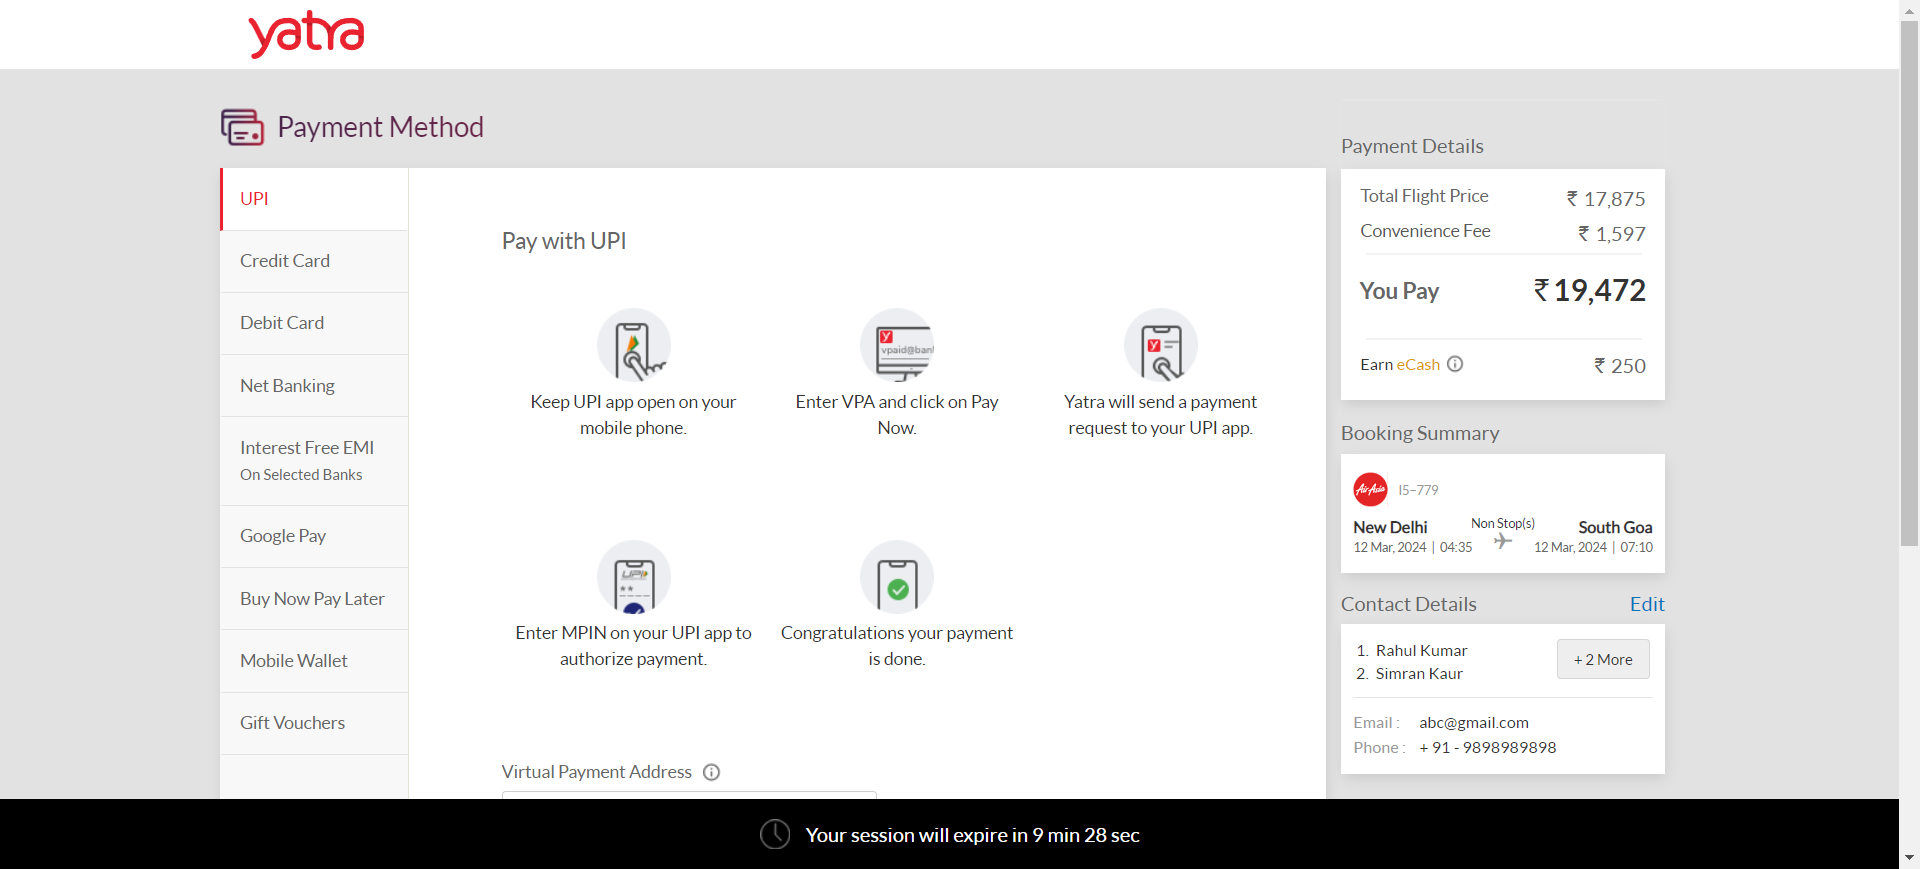 yatra
Payment Method
UPI
Credit Card
Debit Card
Net Banking
Interest Free EMI
On Selected Banks
Google Pay
Buy Now Pay Later
Mobile Wallet
Gift Vouchers
Pay with UPI
Keep UPI app open on your
mobile phone.
y
vpaid@ban
Enter VPA and click on Pay
Now.
y
Yatra will send a payment
request to your UPI app.
UPI
**
Enter MPIN on your UPI app to
authorize payment.
Congratulations your payment
is done.
Virtual Payment Address
Payment Details
Total Flight Price ₹ 17,875
Convenience Fee ₹ 1,597
You Pay ₹ 19,472
Earn eCash ₹ 250
Booking Summary
AirAsia I5-779
New Delhi Non Stop(s) South Goa
12 Mar, 2024 | 04:35 12 Mar, 2024 | 07:10
Contact Details Edit
1. Rahul Kumar
2. Simran Kaur
+ 2 More
Email : abc@gmail.com
Phone : + 91 - 9898989898
Your session will expire in 9 min 28 sec